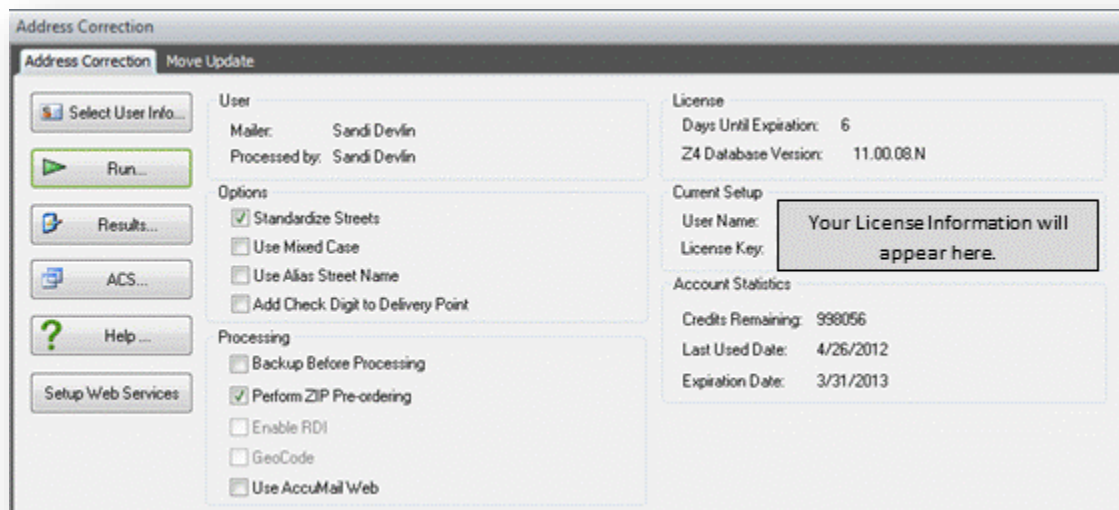 Address Correction
Address Correction Move Update
Select User Info...
Run...
Results...
ACS...
Help ...
Setup Web Services
User
Mailer: Sandi Devlin
Processed by: Sandi Devlin
Options
Standardize Streets
Use Mixed Case
Use Alias Street Name
Add Check Digit to Delivery Point
Processing
Backup Before Processing
Perform ZIP Pre-ordering
Enable RDI
GeoCode
Use AccuMail Web
License
Days Until Expiration: 6
Z4 Database Version: 11.00.08.N
Current Setup
User Name:
License Key:
Your License Information will
appear here.
Account Statistics
Credits Remaining: 998056
Last Used Date: 4/26/2012
Expiration Date: 3/31/2013